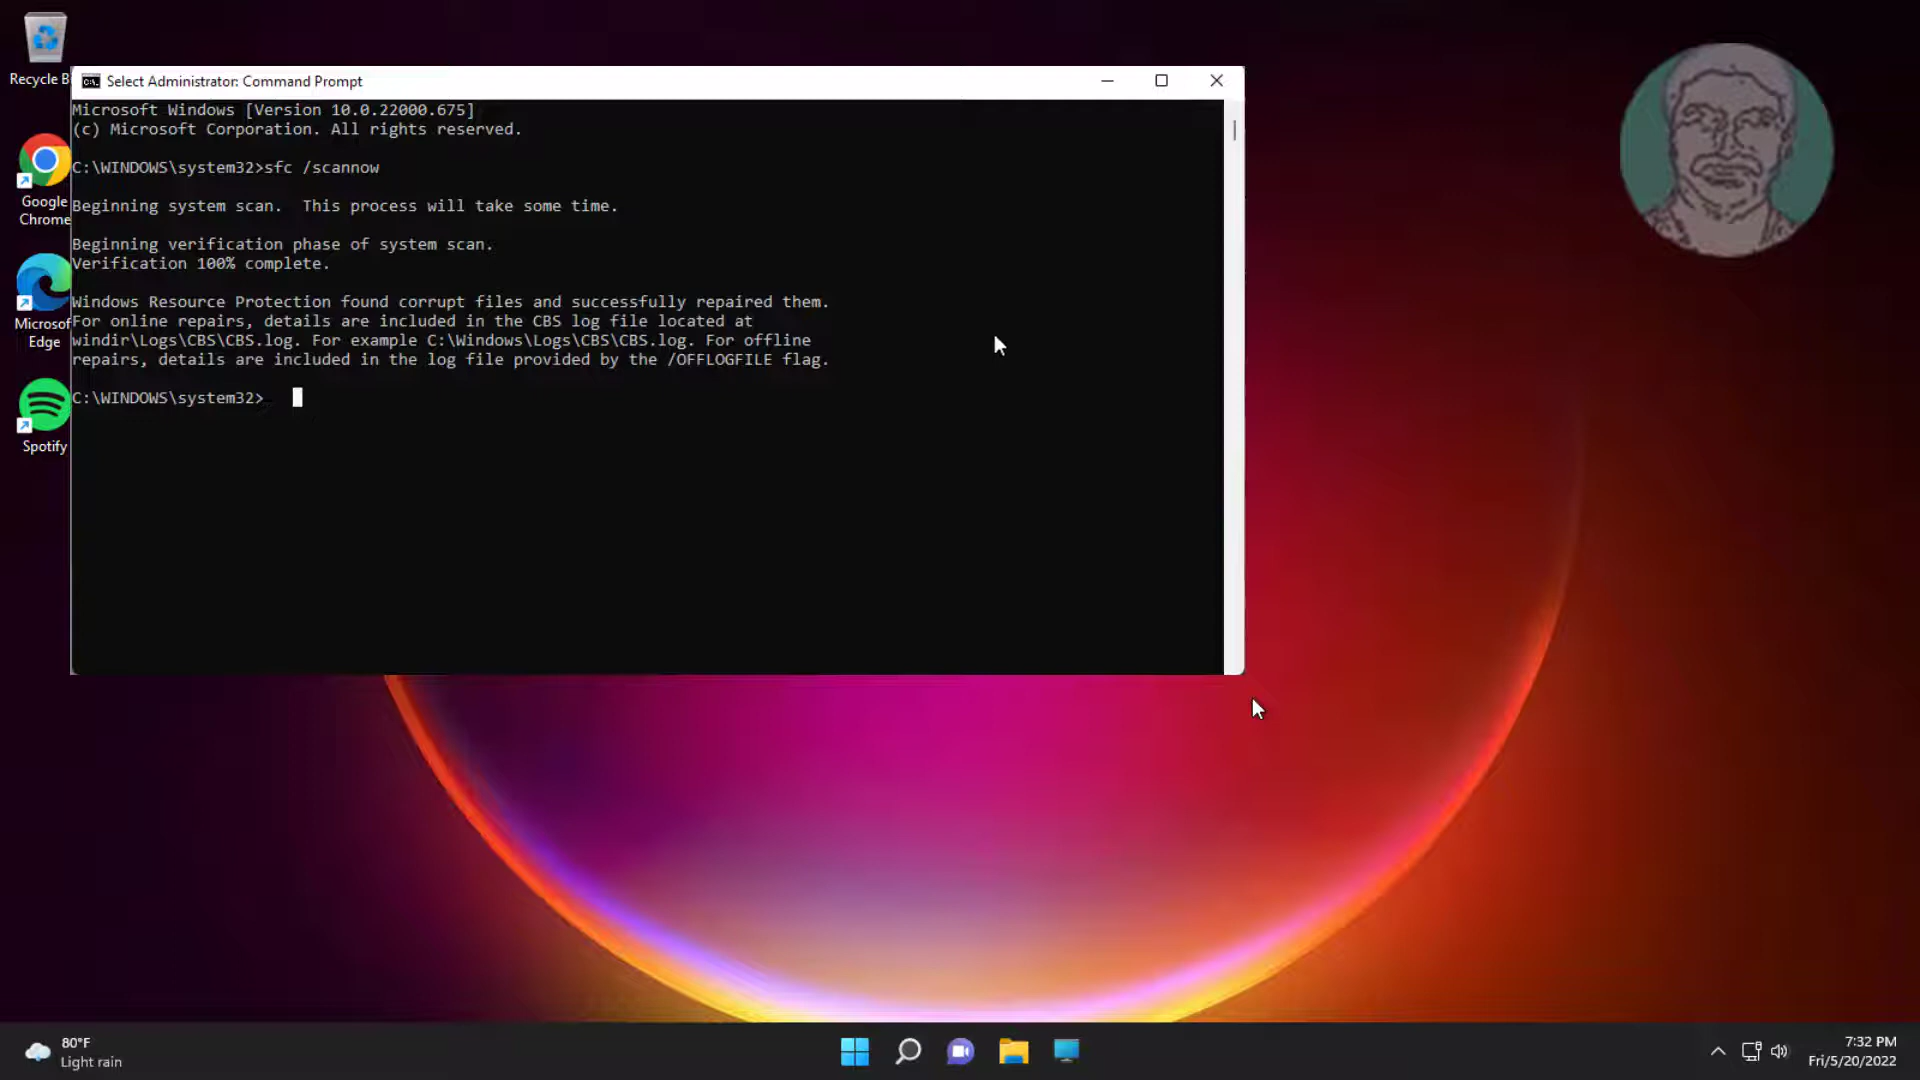 Recycle B
Select Administrator: Command Prompt
Microsoft Windows [Version 10.0.22000.675]
(c) Microsoft Corporation. All rights reserved.
C:\WINDOWS\system32>sfc /scannow
Beginning system scan.  This process will take some time.
Beginning verification phase of system scan.
Verification 100% complete.
Windows Resource Protection found corrupt files and successfully repaired them.
For online repairs, details are included in the CBS log file located at
windir\Logs\CBS\CBS.log. For example C:\Windows\Logs\CBS\CBS.log. For offline
repairs, details are included in the log file provided by the /OFFLOGFILE flag.
C:\WINDOWS\system32>
Google
Chrome
Microsof
Edge
Spotify
80°F
Light rain
7:32 PM
Fri/5/20/2022